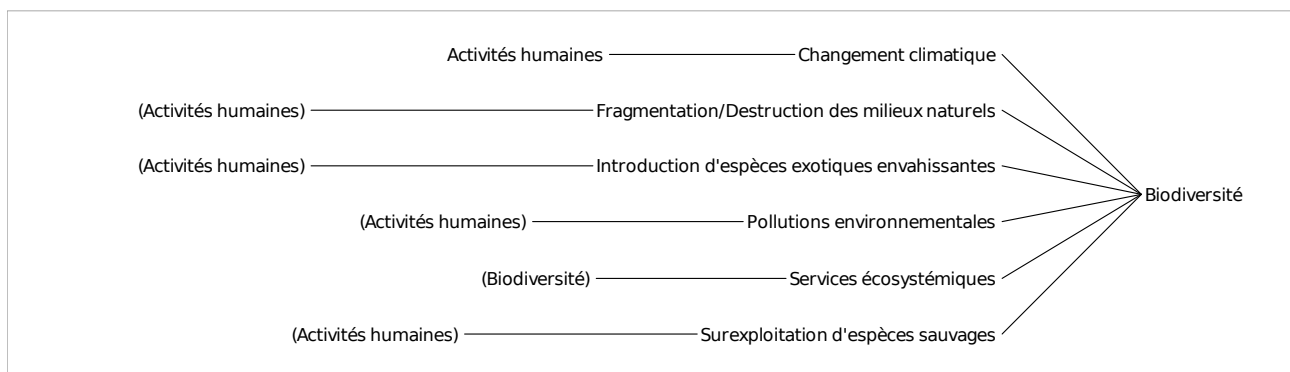 Activités humaines Changement climatique
(Activités humaines) Fragmentation/Destruction des milieux naturels
(Activités humaines) Introduction d'espèces exotiques envahissantes
Biodiversité
(Activités humaines) Pollutions environnementales
(Biodiversité) Services écosystémiques
(Activités humaines) Surexploitation d'espèces sauvages